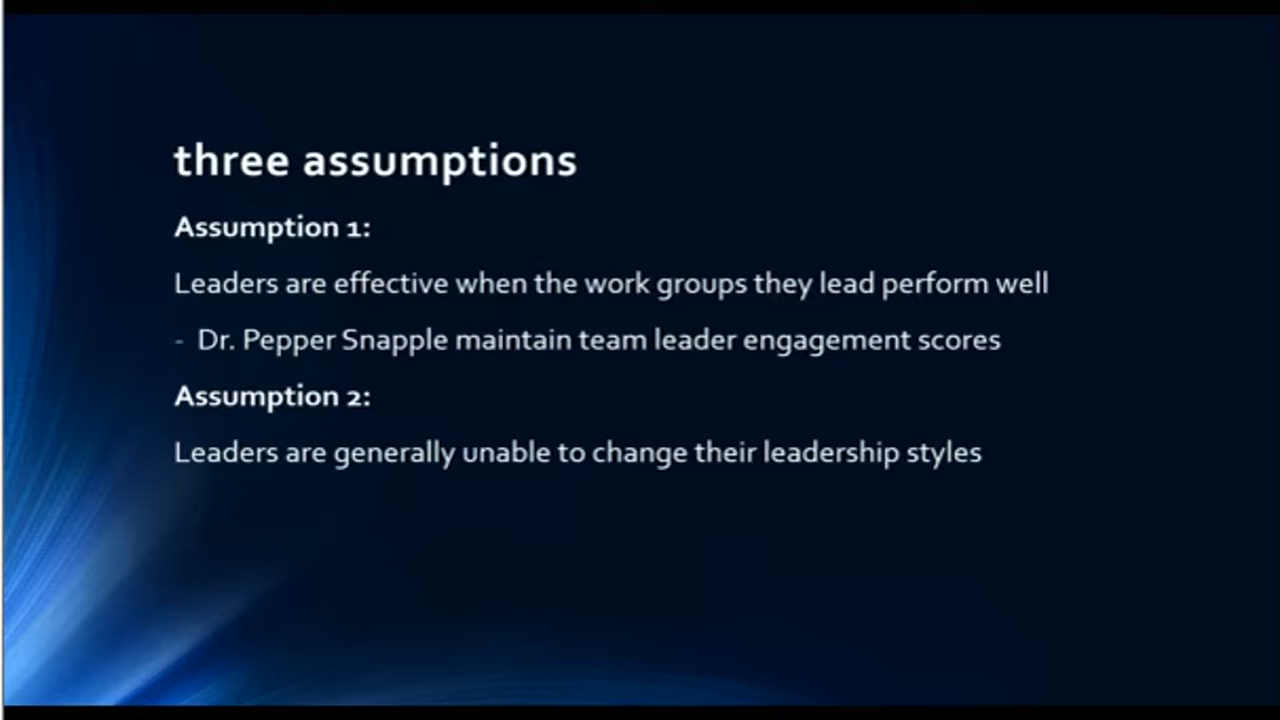 three assumptions
Assumption 1:
Leaders are effective when the work groups they lead perform well
- Dr. Pepper Snapple maintain team leader engagement scores
Assumption 2:
Leaders are generally unable to change their leadership styles